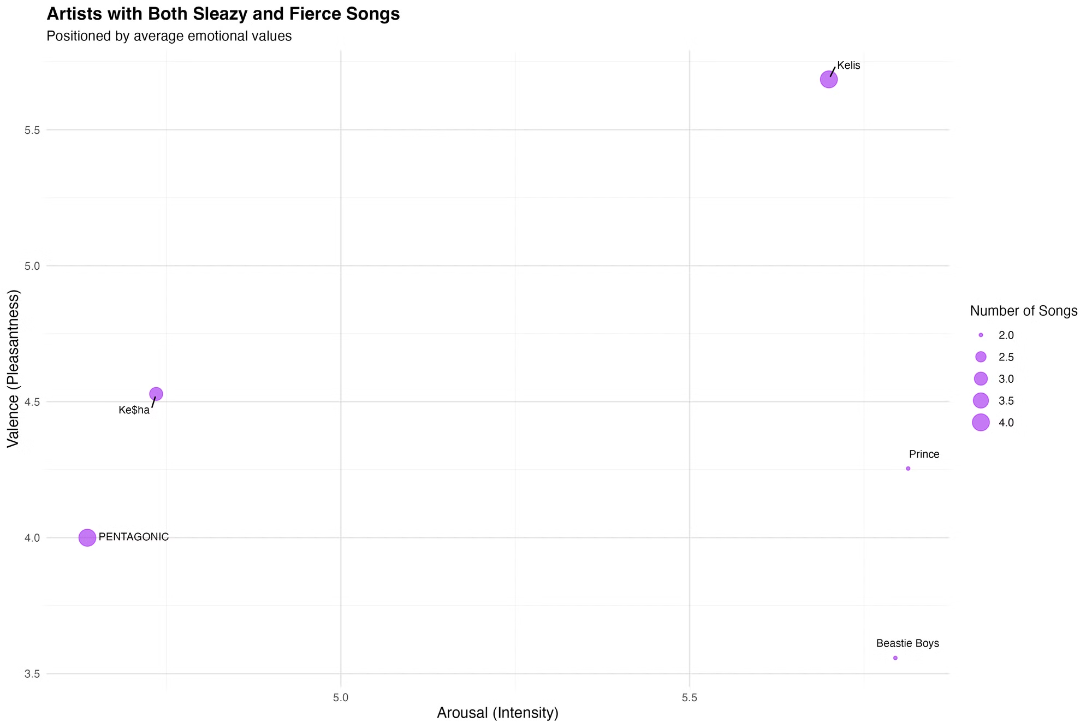 Artists with Both Sleazy and Fierce Songs
Positioned by average emotional values
Kelis
5.5
5.0
Valence (Pleasantness)
4.5
Ke$ha
Prince
4.0
PENTAGONIC
Beastie Boys
3.5
5.0
5.5
Arousal (Intensity)
Number of Songs
2.0
2.5
3.0
3.5
4.0